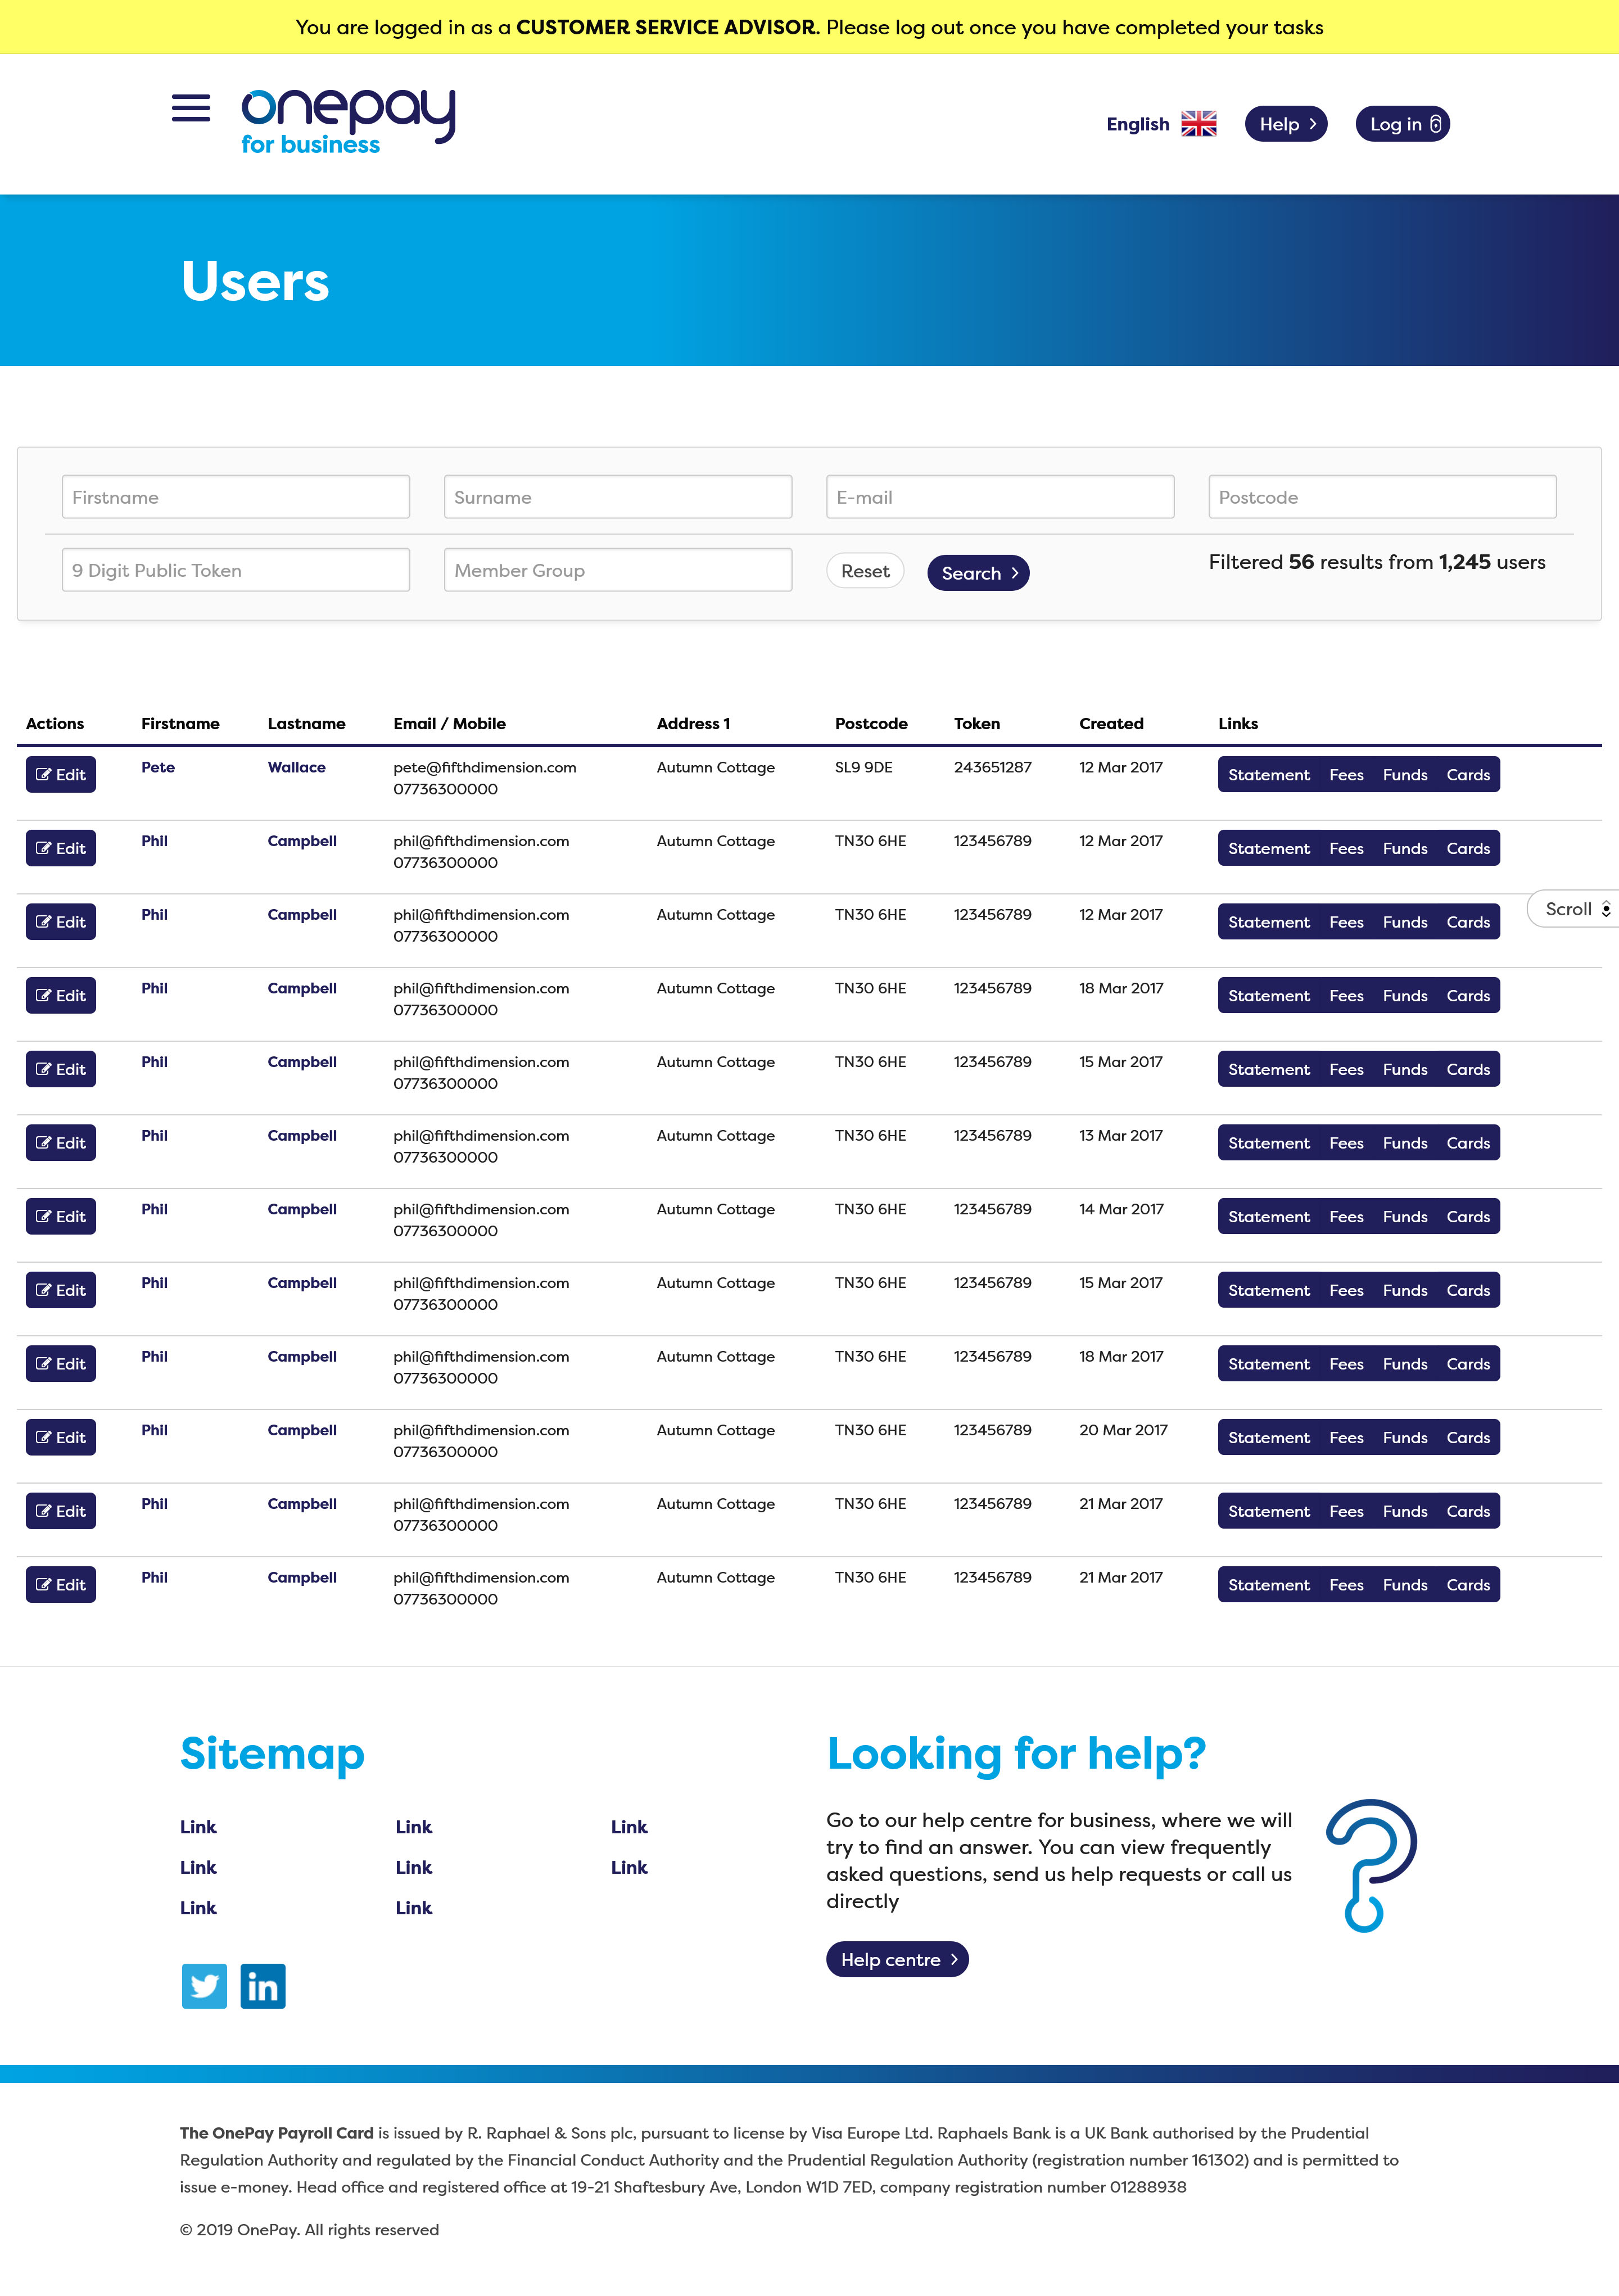 You are logged in as a CUSTOMER SERVICE ADVISOR. Please log out once you have completed your tasks
onepay
for business
English
Help
Log in
Users
Firstname
Surname
E-mail
Postcode
9 Digit Public Token
Member Group
Reset
Search
Filtered 56 results from 1,245 users
Actions Firstname Lastname Email / Mobile Address 1 Postcode Token Created Links
Edit Pete Wallace pete@fifthdimension.com Autumn Cottage SL9 9DE 243651287 12 Mar 2017 Statement Fees Funds Cards
07736300000
Edit Phil Campbell phil@fifthdimension.com Autumn Cottage TN30 6HE 123456789 12 Mar 2017 Statement Fees Funds Cards
07736300000
Edit Phil Campbell phil@fifthdimension.com Autumn Cottage TN30 6HE 123456789 12 Mar 2017 Statement Fees Funds Cards
07736300000
Scroll
Edit Phil Campbell phil@fifthdimension.com Autumn Cottage TN30 6HE 123456789 18 Mar 2017 Statement Fees Funds Cards
07736300000
Edit Phil Campbell phil@fifthdimension.com Autumn Cottage TN30 6HE 123456789 15 Mar 2017 Statement Fees Funds Cards
07736300000
Edit Phil Campbell phil@fifthdimension.com Autumn Cottage TN30 6HE 123456789 13 Mar 2017 Statement Fees Funds Cards
07736300000
Edit Phil Campbell phil@fifthdimension.com Autumn Cottage TN30 6HE 123456789 14 Mar 2017 Statement Fees Funds Cards
07736300000
Edit Phil Campbell phil@fifthdimension.com Autumn Cottage TN30 6HE 123456789 15 Mar 2017 Statement Fees Funds Cards
07736300000
Edit Phil Campbell phil@fifthdimension.com Autumn Cottage TN30 6HE 123456789 18 Mar 2017 Statement Fees Funds Cards
07736300000
Edit Phil Campbell phil@fifthdimension.com Autumn Cottage TN30 6HE 123456789 20 Mar 2017 Statement Fees Funds Cards
07736300000
Edit Phil Campbell phil@fifthdimension.com Autumn Cottage TN30 6HE 123456789 21 Mar 2017 Statement Fees Funds Cards
07736300000
Edit Phil Campbell phil@fifthdimension.com Autumn Cottage TN30 6HE 123456789 21 Mar 2017 Statement Fees Funds Cards
07736300000
Sitemap
Link Link Link
Link Link Link
Link Link
in
Looking for help?
Go to our help centre for business, where we will
try to find an answer. You can view frequently
asked questions, send us help requests or call us
directly
Help centre
The OnePay Payroll Card is issued by R. Raphael & Sons plc, pursuant to license by Visa Europe Ltd. Raphaels Bank is a UK Bank authorised by the Prudential
Regulation Authority and regulated by the Financial Conduct Authority and the Prudential Regulation Authority (registration number 161302) and is permitted to
issue e-money. Head office and registered office at 19-21 Shaftesbury Ave, London W1D 7ED, company registration number 01288938
© 2019 OnePay. All rights reserved